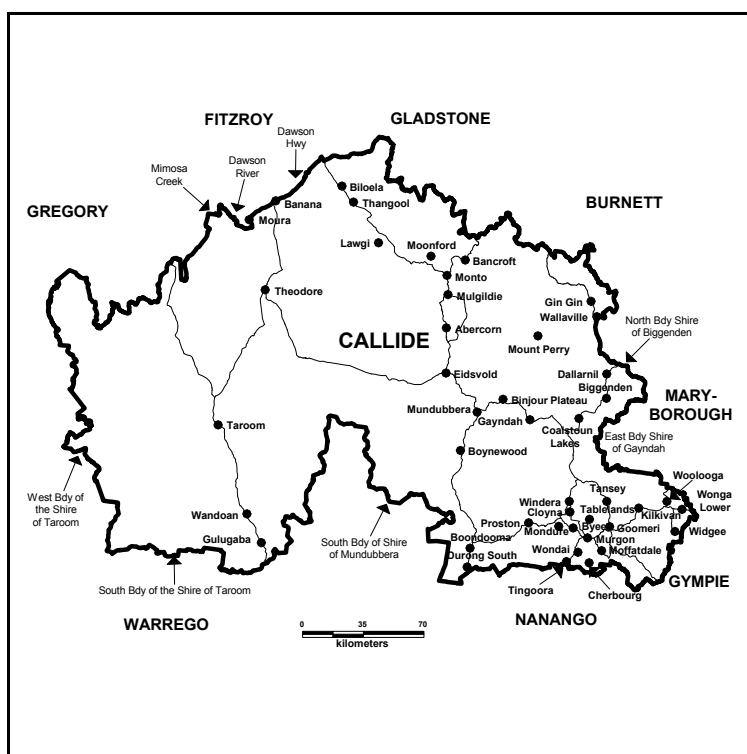 FITZROY
GLADSTONE
Dawson
Hwy
Dawson
River
Mimosa
Creek
GREGORY
BURNETT
Biloela
Banana
Thangool
Moura
Lawgi
Moonford
Bancroft
Monto
Theodore
Mulgildie
Gin Gin
Wallaville
North Bdy Shire
of Biggenden
Abercorn
CALLIDE
Mount Perry
Eidsvold
Dallarnil
Biggenden
MARY-
BOROUGH
Binjour Plateau
Mundubbera
Gayndah
Coalstoun
Lakes
East Bdy Shire
of Gayndah
Taroom
Boynewood
Woolooga
West Bdy of
the Shire
of Taroom
Tansey
Wonga
Lower
Windera
Cloyna
Tablelands
Kilkivan
Wandoan
South Bdy of Shire
of Mundubbera
Proston
Mondure
Byee
Goomeri
Widgee
Gulugaba
Boondooma
Murgon
Wondai
Moffatdale
Durong South
South Bdy of the Shire of Taroom
Tingoora
Cherbourg
GYMPIE
WARREGO
NANANGO
0 35 70
kilometers